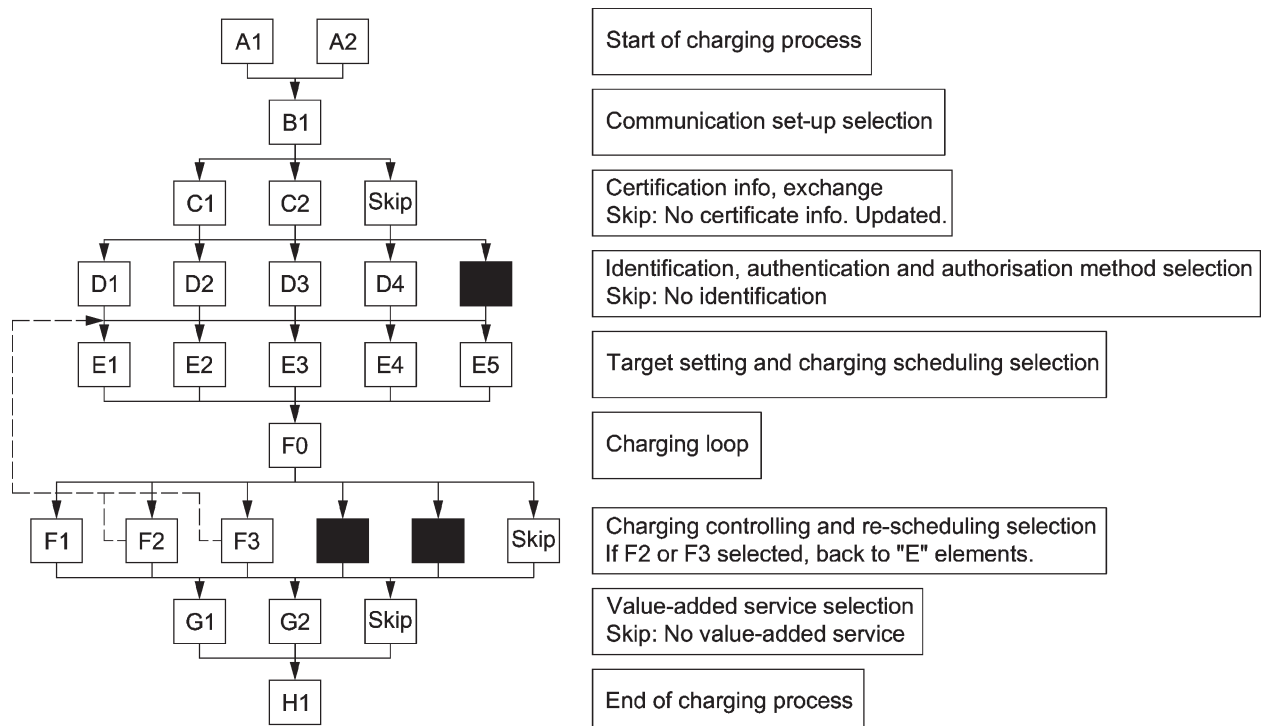 A1 A2 Start of charging process
B1 Communication set-up selection
C1 C2 Skip Certification info, exchange
Skip: No certificate info. Updated.
D1 D2 D3 D4 Identification, authentication and authorisation method selection
Skip: No identification
E1 E2 E3 E4 E5 Target setting and charging scheduling selection
F0 Charging loop
F1 F2 F3 Skip Charging controlling and re-scheduling selection
If F2 or F3 selected, back to "E" elements.
G1 G2 Skip Value-added service selection
Skip: No value-added service
H1 End of charging process